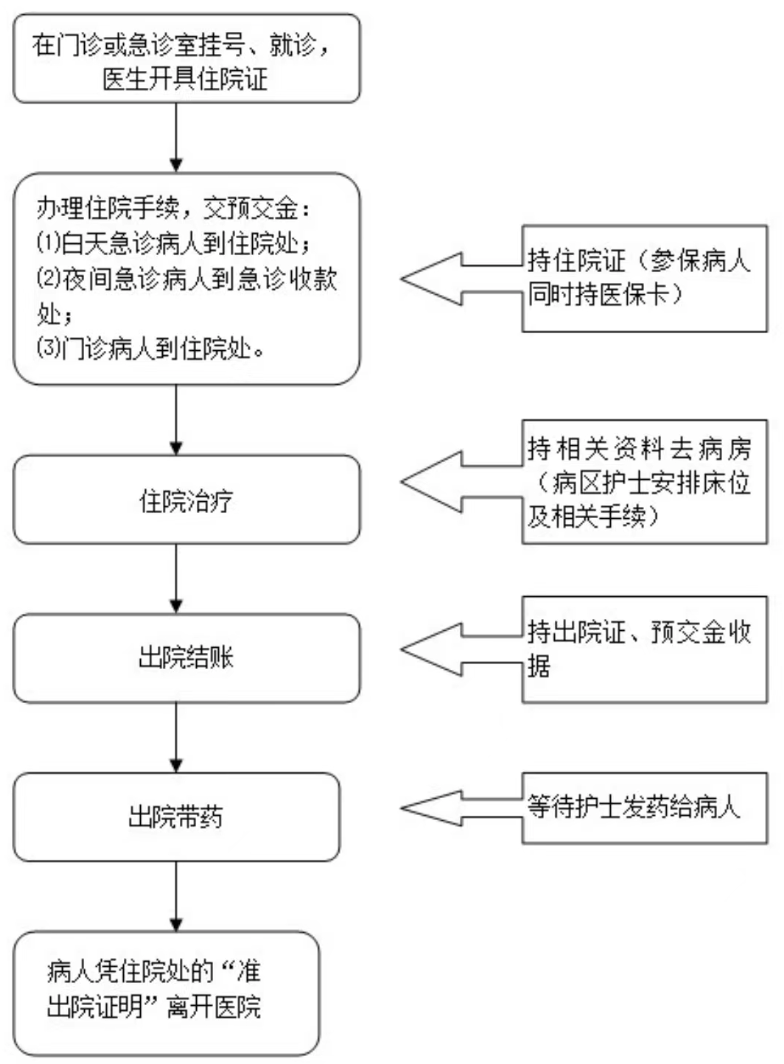 在门诊或急诊室挂号、就诊，
医生开具住院证
办理住院手续，交预交金：
⑴白天急诊病人到住院处；
⑵夜间急诊病人到急诊收款
处；
⑶门诊病人到住院处。
持住院证（参保病人
同时持医保卡）
住院治疗
持相关资料去病房
（病区护士安排床位
及相关手续）
出院结账
持出院证、预交金收
据
出院带药
等待护士发药给病人
病人凭住院处的“准
出院证明”离开医院